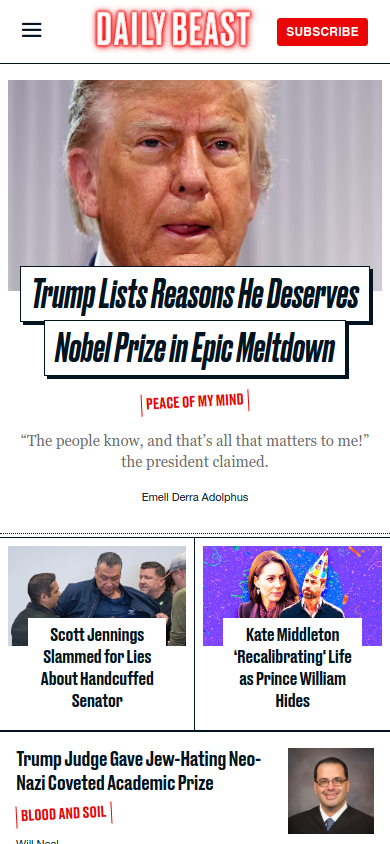 DAILY BEAST
SUBSCRIBE
Trump Lists Reasons He Deserves
Nobel Prize in Epic Meltdown
PEACE OF MY MIND
“The people know, and that’s all that matters to me!”
the president claimed.
Emell Derra Adolphus
Scott Jennings
Slammed for Lies
About Handcuffed
Senator
Kate Middleton
‘Recalibrating' Life
as Prince William
Hides
Trump Judge Gave Jew-Hating Neo-
Nazi Coveted Academic Prize
BLOOD AND SOIL
Will Neal